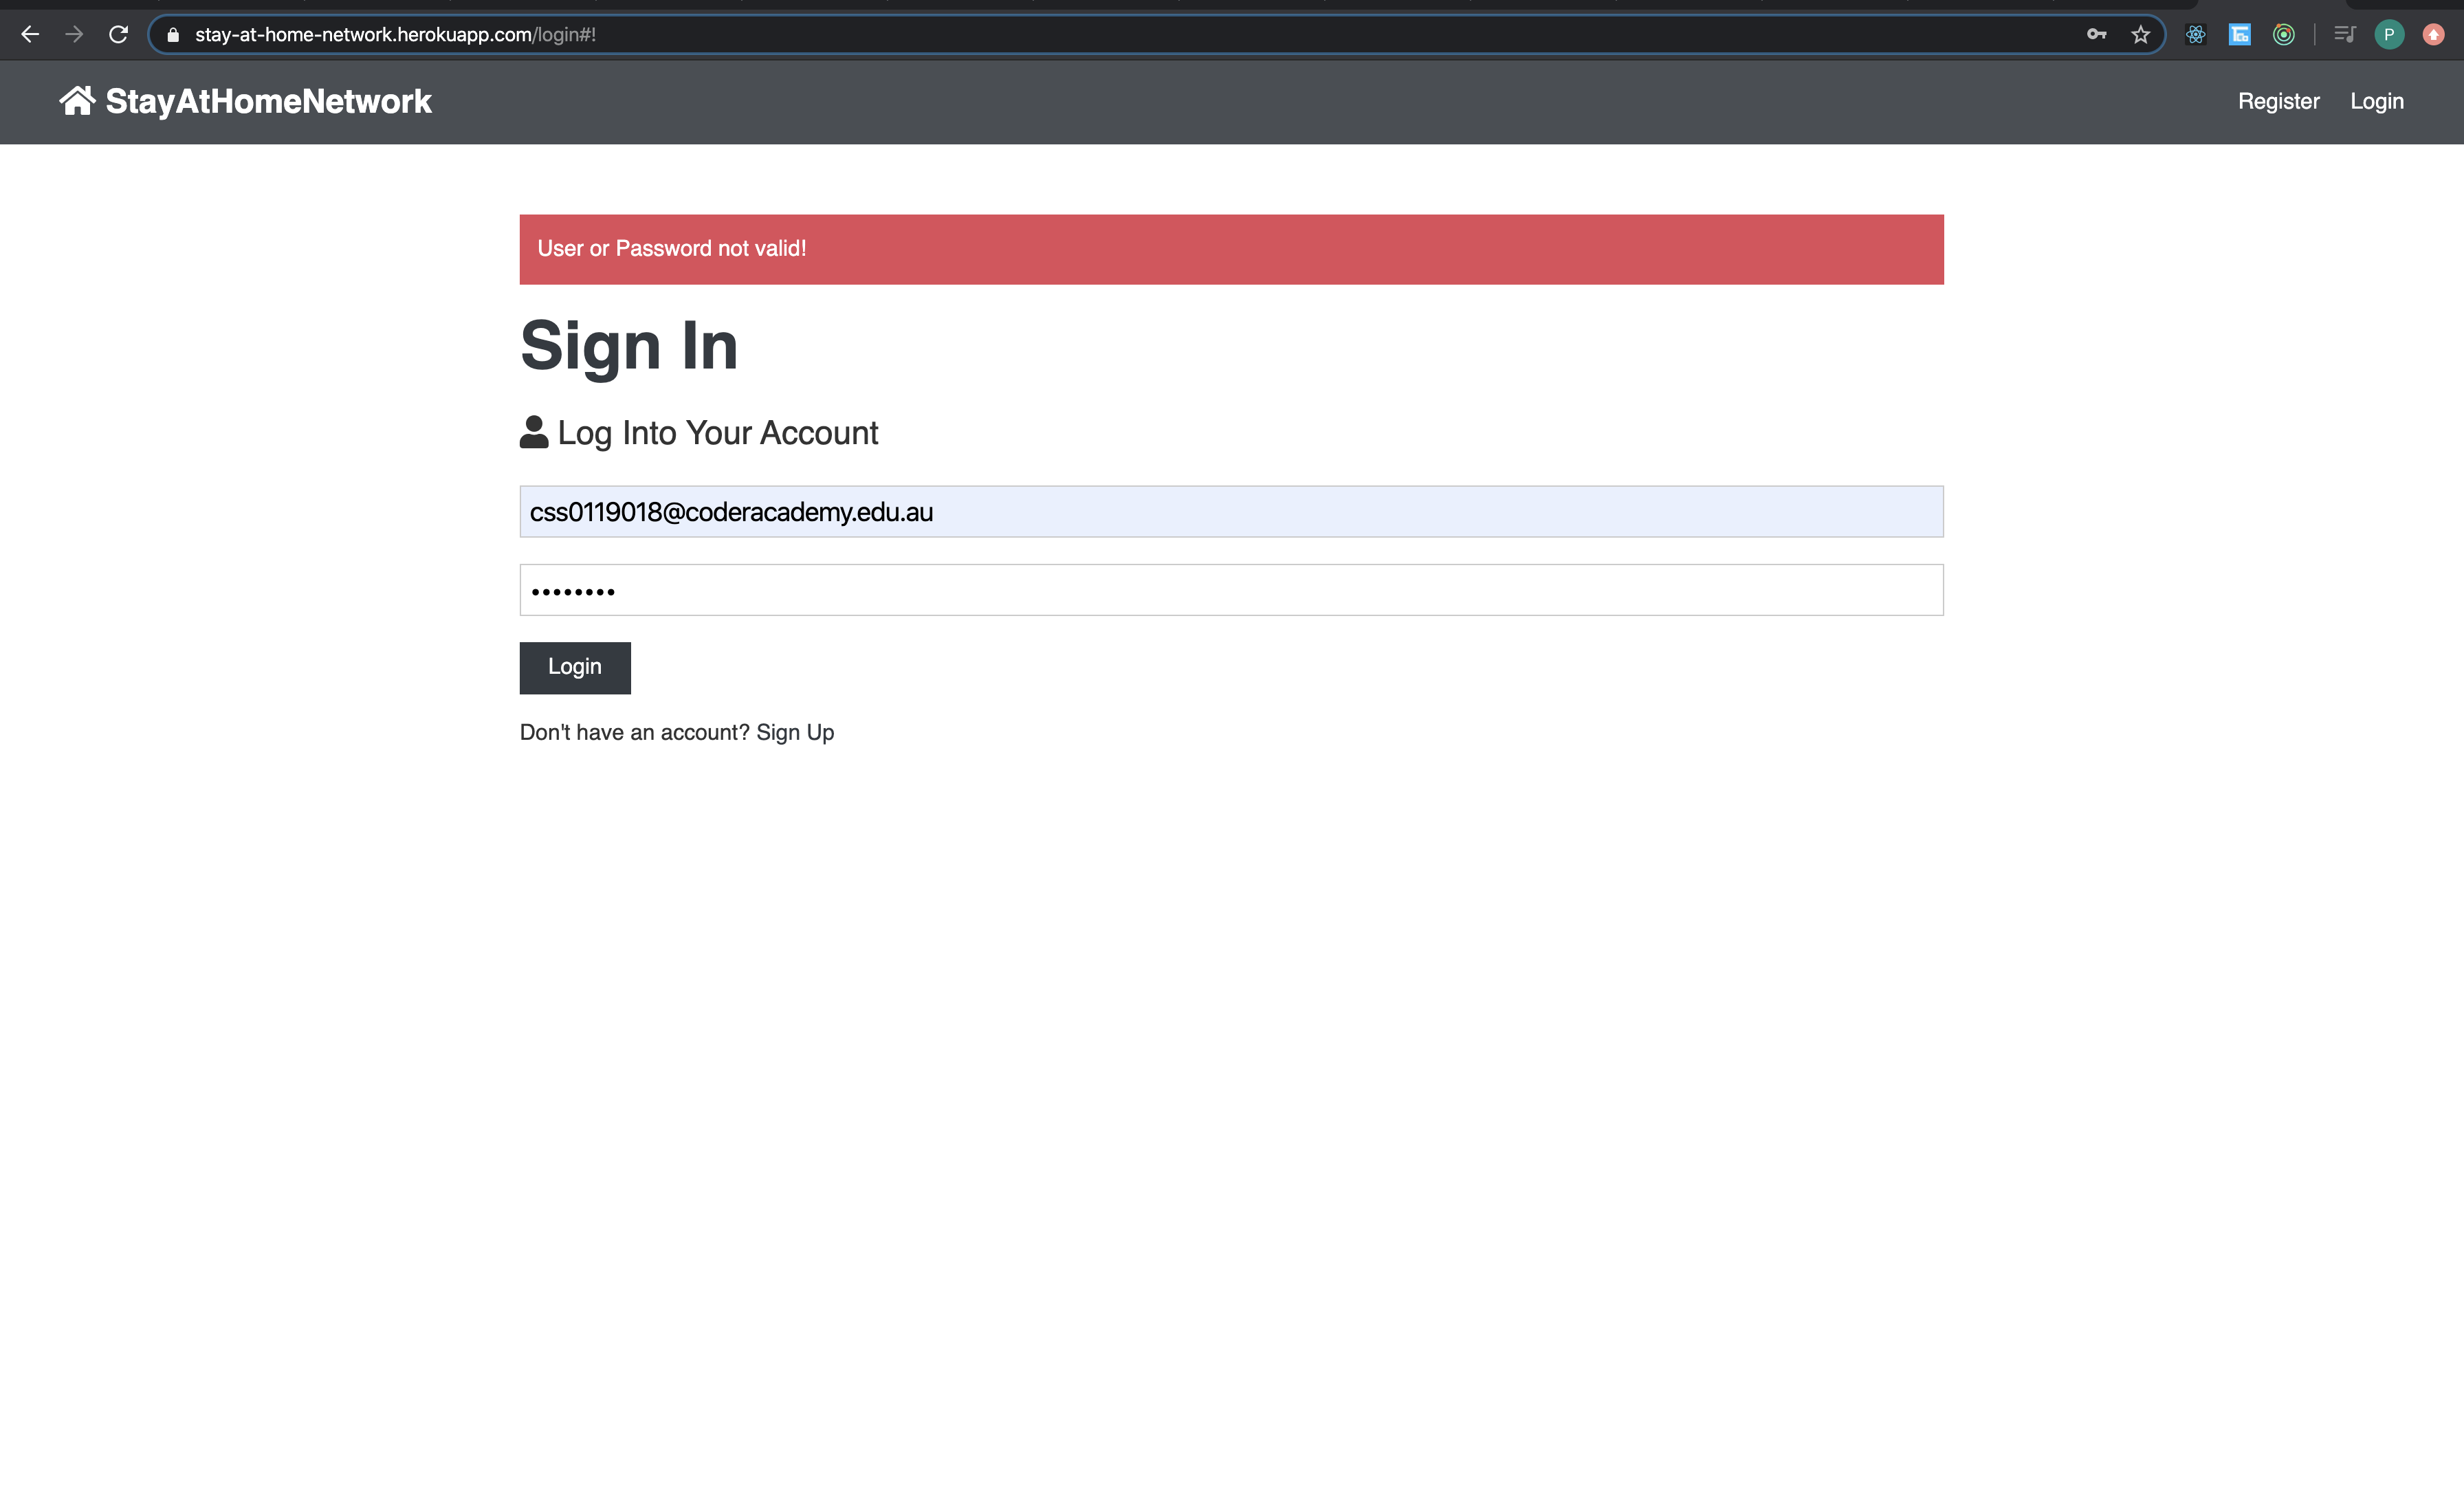 stay-at-home-network.herokuapp.com/login#!
P
StayAtHomeNetwork
Register
Login
User or Password not valid!
Sign In
Log Into Your Account
css0119018@coderacademy.edu.au
Login
Don't have an account? Sign Up